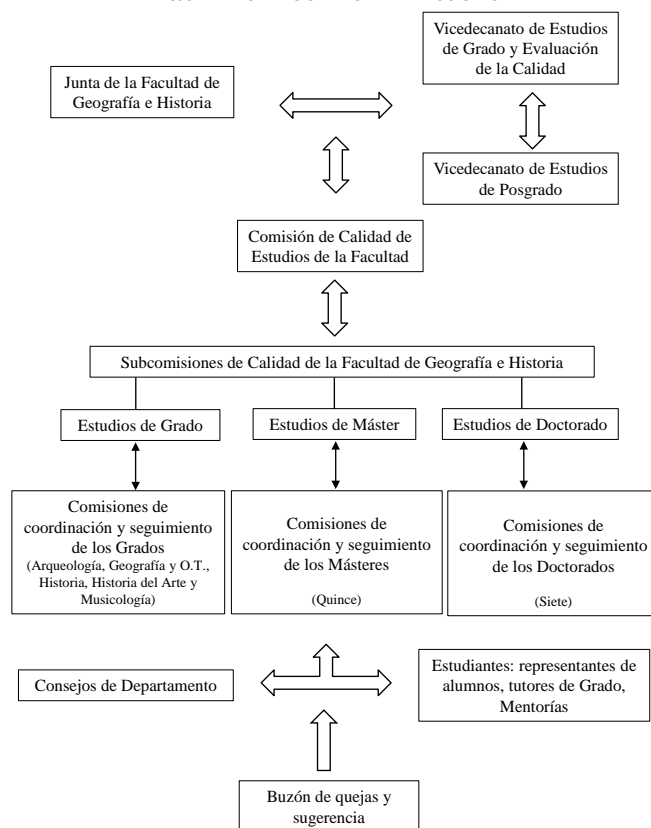 Vicedecanato de Estudios
de Grado y Evaluación
de la Calidad
Junta de la Facultad de
Geografía e Historia
Vicedecanato de Estudios
de Posgrado
Comisión de Calidad de
Estudios de la Facultad
Subcomisiones de Calidad de la Facultad de Geografía e Historia
Estudios de Grado
Estudios de Máster
Estudios de Doctorado
Comisiones de
coordinación y seguimiento
de los Grados
(Arqueología, Geografía y O.T.,
Historia, Historia del Arte y
Musicología)
Comisiones de
coordinación y seguimiento
de los Másteres
(Quince)
Comisiones de
coordinación y seguimiento
de los Doctorados
(Siete)
Consejos de Departamento
Estudiantes: representantes de
alumnos, tutores de Grado,
Mentorías
Buzón de quejas y
sugerencia